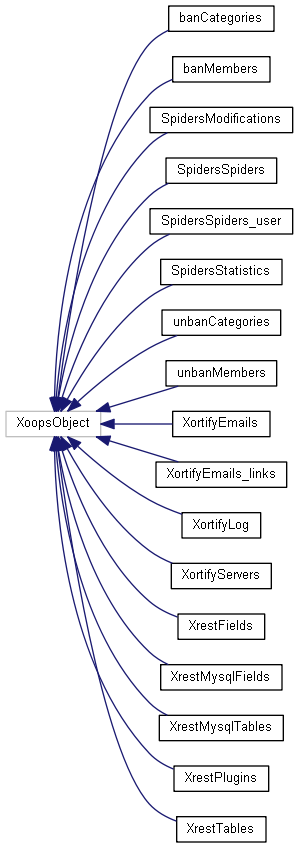 banCategories
banMembers
SpidersModifications
SpidersSpiders
SpidersSpiders_user
SpidersStatistics
unbanCategories
unbanMembers
XoopsObject
XortifyEmails
XortifyEmails_links
XortifyLog
XortifyServers
XrestFields
XrestMysqlFields
XrestMysqlTables
XrestPlugins
XrestTables